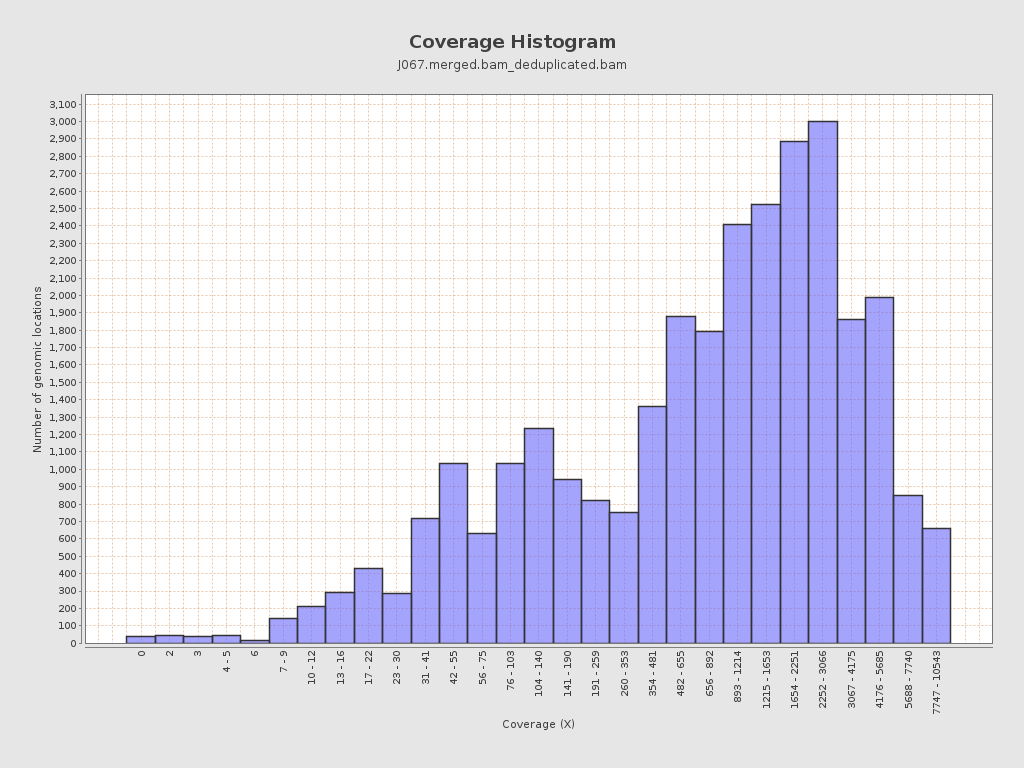 Coverage Histogram
J067.merged.bam_deduplicated.bam
Number of genomic locations
3,100
3,000
2,900
2,800
2,700
2,600
2,500
2,400
2,300
2,200
2,100
2,000
1,900
1,800
1,700
1,600
1,500
1,400
1,300
1,200
1,100
1,000
900
800
700
600
500
400
300
200
100
0
0
2
3
4 - 5
6
7 - 9
10 - 12
13 - 16
17 - 22
23 - 30
31 - 41
42 - 55
56 - 75
76 - 103
104 - 140
141 - 190
191 - 259
260 - 353
354 - 481
482 - 655
656 - 892
893 - 1214
1215 - 1653
1654 - 2251
2252 - 3066
3067 - 4175
4176 - 5685
5688 - 7740
7747 - 10543
Coverage (X)